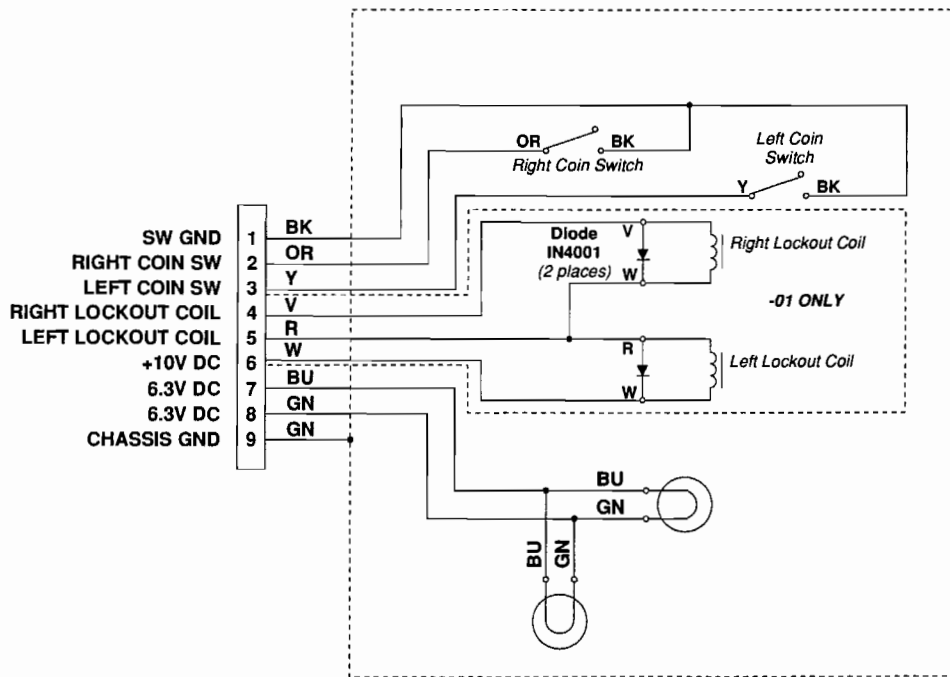 OR
BK
Right Coin Switch
Left Coin
Switch
Y
BK
SW GND 1 BK
RIGHT COIN SW 2 OR
LEFT COIN SW 3 Y
RIGHT LOCKOUT COIL 4 V
LEFT LOCKOUT COIL 5 R
+10V DC 6 W
6.3V DC 7 BU
6.3V DC 8 GN
CHASSIS GND 9 GN
Diode
IN4001
(2 places)
V
W
Right Lockout Coil
-01 ONLY
R
W
Left Lockout Coil
BU
GN
BU
GN